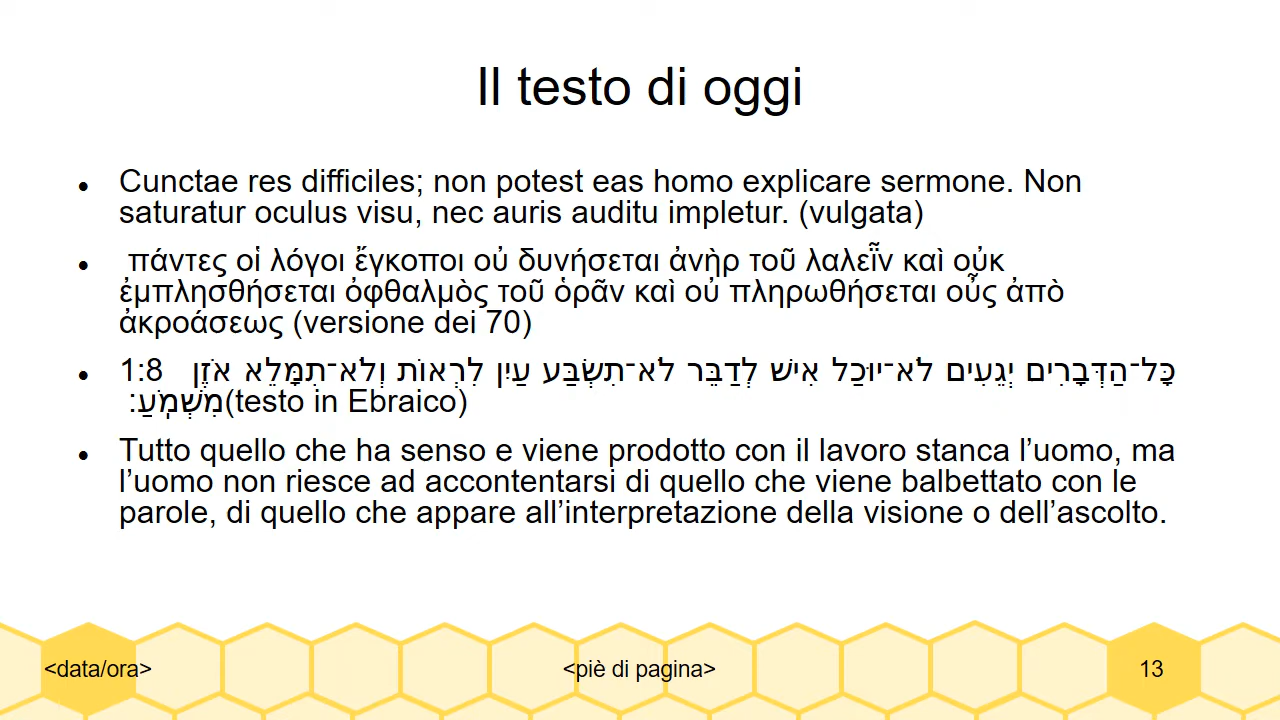 Il testo di oggi
Cunctae res difficiles; non potest eas homo explicare sermone. Non
saturatur oculus visu, nec auris auditu impletur. (vulgata)
πάντες οἱ λόγοι ἔγκοποι οὐ δυνήσεται ἀνὴρ τοῦ λαλεῖἶν καὶ οὐκ
ἐμπλησθήσεται ὀφθαλμὸς τοῦ ὁρᾶν καὶ οὐ πληρωθήσεται οὖς ἀπὸ
ἀκροάσεως (versione dei 70)
1:8 כָּל־הַדְּבָרִים יְגֵעִים לֹא־יוּכַל אִישׁ לְדַבֵּר לֹא־תִשְׂבַּע עַיִן לִרְאוֹת וְלֹא־תִמָּלֵא אֹזֶן
מִשְּׁמֹֽעַ׃(testo in Ebraico)
Tutto quello che ha senso e viene prodotto con il lavoro stanca l’uomo, ma
l’uomo non riesce ad accontentarsi di quello che viene balbettato con le
parole, di quello che appare all’interpretazione della visione o dell’ascolto.
<data/ora>
<piè di pagina>
13